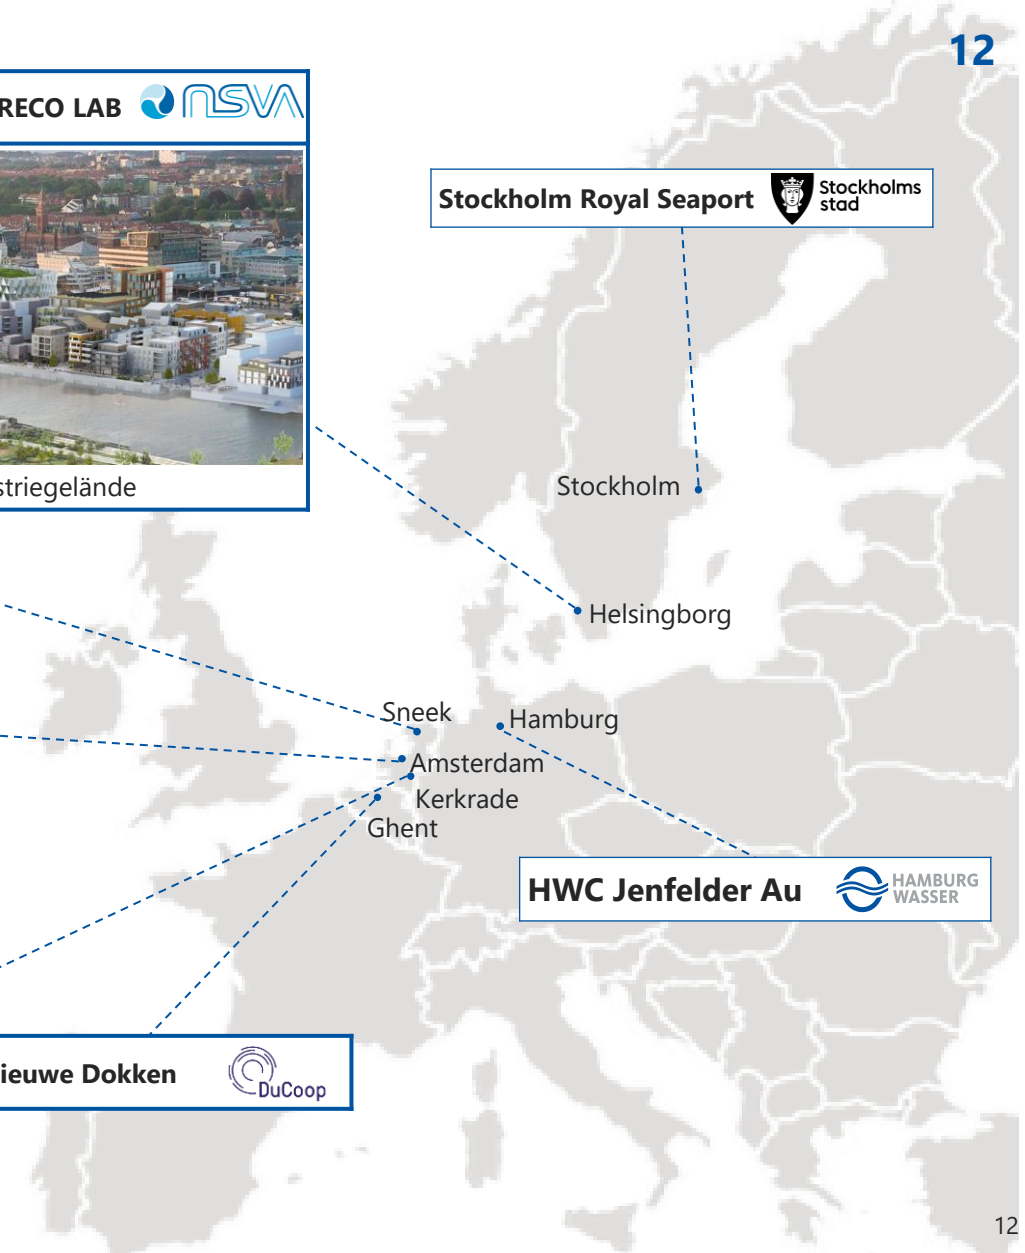 12
RECO LAB NSVA
Stockholm Royal Seaport Stockholms stad
striegelände
Stockholm
Helsingborg
Sneek
Hamburg
Amsterdam
Kerkrade
Ghent
HWC Jenfelder Au HAMBURG WASSER
ieuwe Dokken DuCoop
12